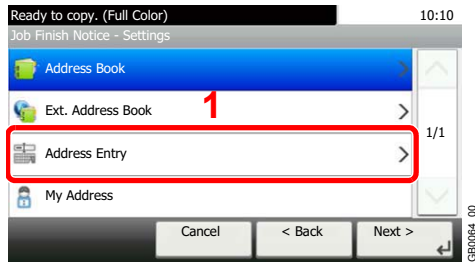 Ready to copy. (Full Color) 10:10
Job Finish Notice - Settings
Address Book
Ext. Address Book
1
1/1
Address Entry
My Address
Cancel < Back Next >
GB0064_00